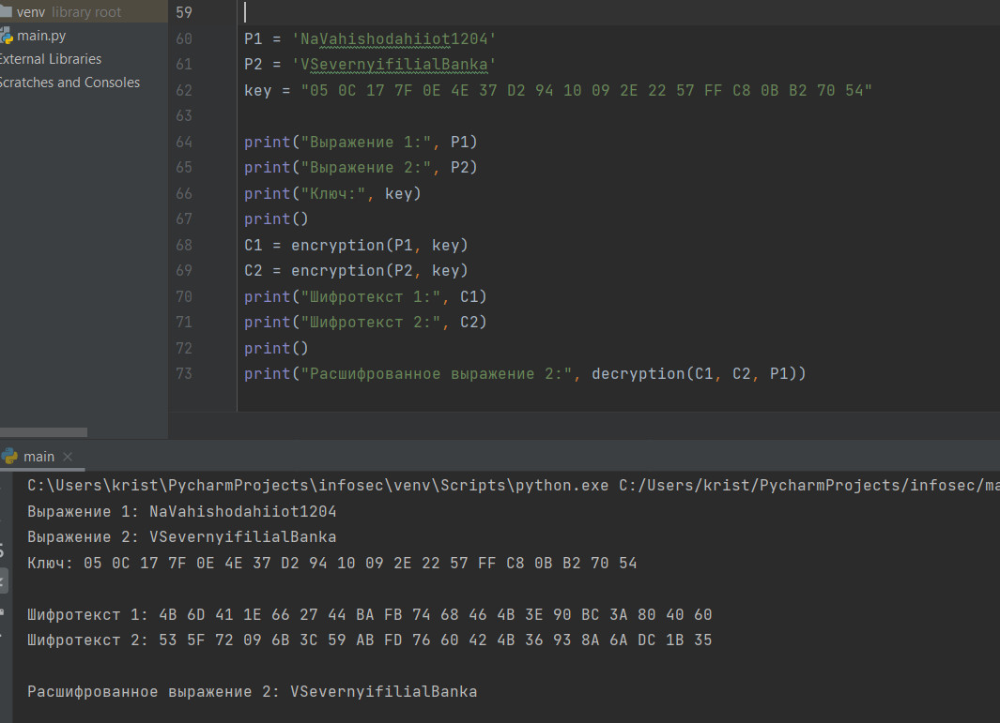 venv library root
main.py
External Libraries
Scratches and Consoles
59
60 P1 = 'NaVahishodahiiot1204'
61 P2 = 'VSevernyifilialBanka'
62 key = "05 0C 17 7F 0E 4E 37 D2 94 10 09 2E 22 57 FF C8 0B B2 70 54"
63
64 print("Выражение 1:", P1)
65 print("Выражение 2:", P2)
66 print("Ключ:", key)
67 print()
68 C1 = encryption(P1, key)
69 C2 = encryption(P2, key)
70 print("Шифротекст 1:", C1)
71 print("Шифротекст 2:", C2)
72 print()
73 print("Расшифрованное выражение 2:", decryption(C1, C2, P1))
main
C:\Users\krist\PycharmProjects\infosec\venv\Scripts\python.exe C:/Users/krist/PycharmProjects/infosec/ma
Выражение 1: NaVahishodahiiot1204
Выражение 2: VSevernyifilialBanka
Ключ: 05 0C 17 7F 0E 4E 37 D2 94 10 09 2E 22 57 FF C8 0B B2 70 54
Шифротекст 1: 4B 6D 41 1E 66 27 44 BA FB 74 68 46 4B 3E 90 BC 3A 80 40 60
Шифротекст 2: 53 5F 72 09 6B 3C 59 AB FD 76 60 42 4B 36 93 8A 6A DC 1B 35
Расшифрованное выражение 2: VSevernyifilialBanka